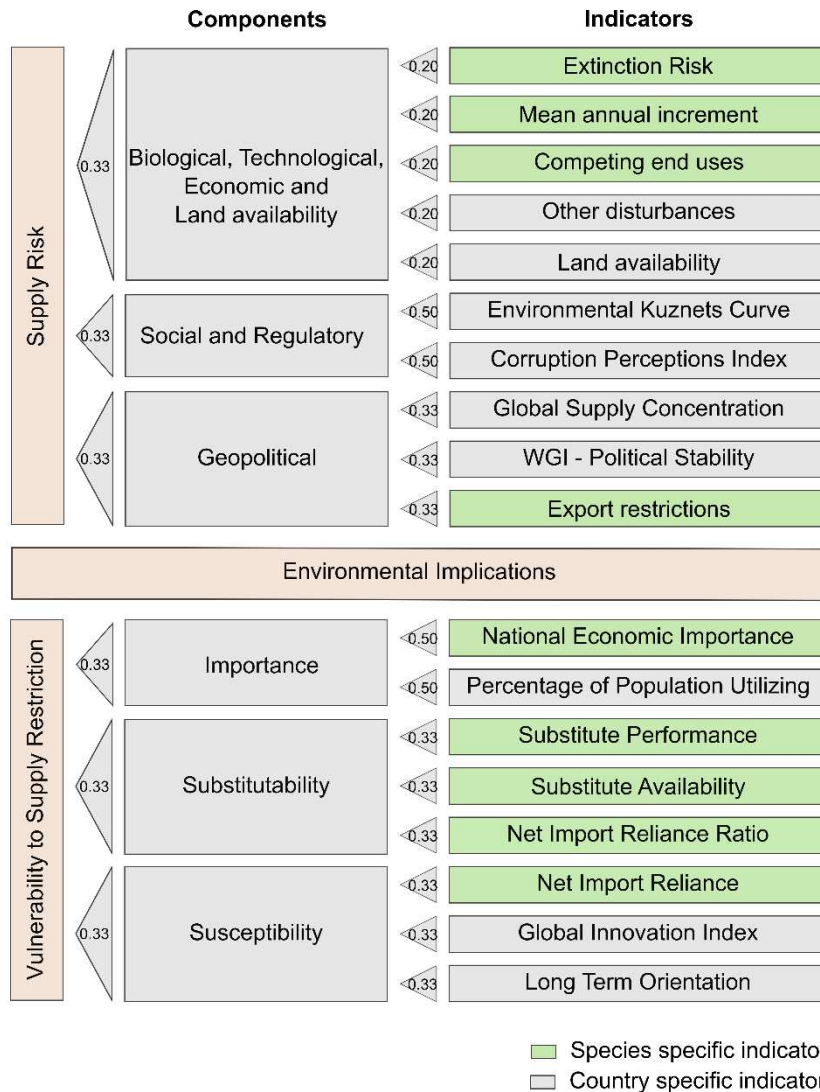 Components
Indicators
Supply Risk
0.33
Biological, Technological,
Economic and
Land availability
0.20
Extinction Risk
0.20
Mean annual increment
0.20
Competing end uses
0.20
Other disturbances
0.20
Land availability
0.33
Social and Regulatory
0.50
Environmental Kuznets Curve
0.50
Corruption Perceptions Index
0.33
Geopolitical
0.33
Global Supply Concentration
0.33
WGI - Political Stability
0.33
Export restrictions
Environmental Implications
Vulnerability to Supply Restriction
0.33
Importance
0.50
National Economic Importance
0.50
Percentage of Population Utilizing
0.33
Substitutability
0.33
Substitute Performance
0.33
Substitute Availability
0.33
Net Import Reliance Ratio
0.33
Susceptibility
0.33
Net Import Reliance
0.33
Global Innovation Index
0.33
Long Term Orientation
Species specific indicato
Country specific indicator